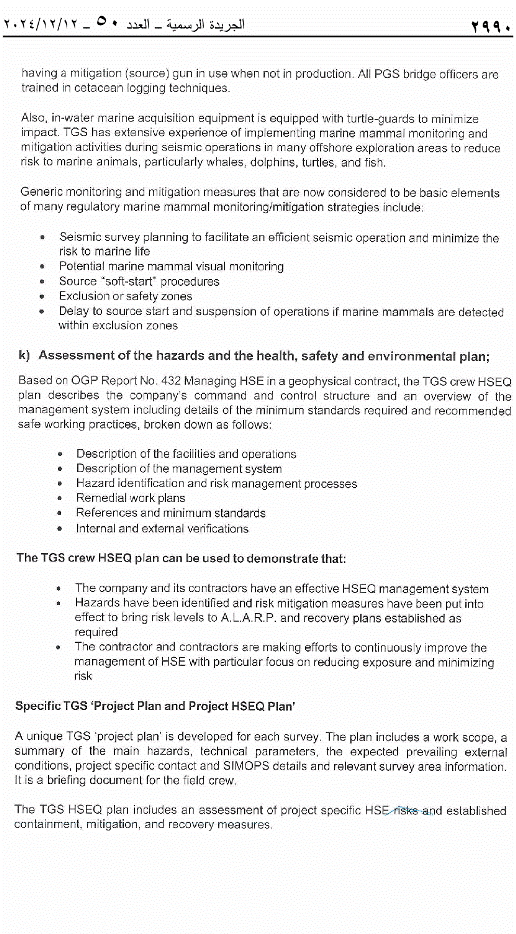 ٢٩٩٠ الجريدة الرسمية – العدد ٥٠ – ٢٠٢٤/١٢/١٢
having a mitigation (source) gun in use when not in production. All PGS bridge officers are
trained in cetacean logging techniques.
Also, in-water marine acquisition equipment is equipped with turtle-guards to minimize
impact. TGS has extensive experience of implementing marine mammal monitoring and
mitigation activities during seismic operations in many offshore exploration areas to reduce
risk to marine animals, particularly whales, dolphins, turtles, and fish.
Generic monitoring and mitigation measures that are now considered to be basic elements
of many regulatory marine mammal monitoring/mitigation strategies include:
• Seismic survey planning to facilitate an efficient seismic operation and minimize the
risk to marine life
• Potential marine mammal visual monitoring
• Source “soft-start” procedures
• Exclusion or safety zones
• Delay to source start and suspension of operations if marine mammals are detected
within exclusion zones
k) Assessment of the hazards and the health, safety and environmental plan;
Based on OGP Report No. 432 Managing HSE in a geophysical contract, the TGS crew HSEQ
plan describes the company’s command and control structure and an overview of the
management system including details of the minimum standards required and recommended
safe working practices, broken down as follows:
• Description of the facilities and operations
• Description of the management system
• Hazard identification and risk management processes
• Remedial work plans
• References and minimum standards
• Internal and external verifications
The TGS crew HSEQ plan can be used to demonstrate that:
• The company and its contractors have an effective HSEQ management system
• Hazards have been identified and risk mitigation measures have been put into
effect to bring risk levels to A.L.A.R.P. and recovery plans established as
required
• The contractor and contractors are making efforts to continuously improve the
management of HSE with particular focus on reducing exposure and minimizing
risk
Specific TGS ‘Project Plan and Project HSEQ Plan’
A unique TGS ‘project plan’ is developed for each survey. The plan includes a work scope, a
summary of the main hazards, technical parameters, the expected prevailing external
conditions, project specific contact and SIMOPS details and relevant survey area information.
It is a briefing document for the field crew.
The TGS HSEQ plan includes an assessment of project specific HSE risks and established
containment, mitigation, and recovery measures.